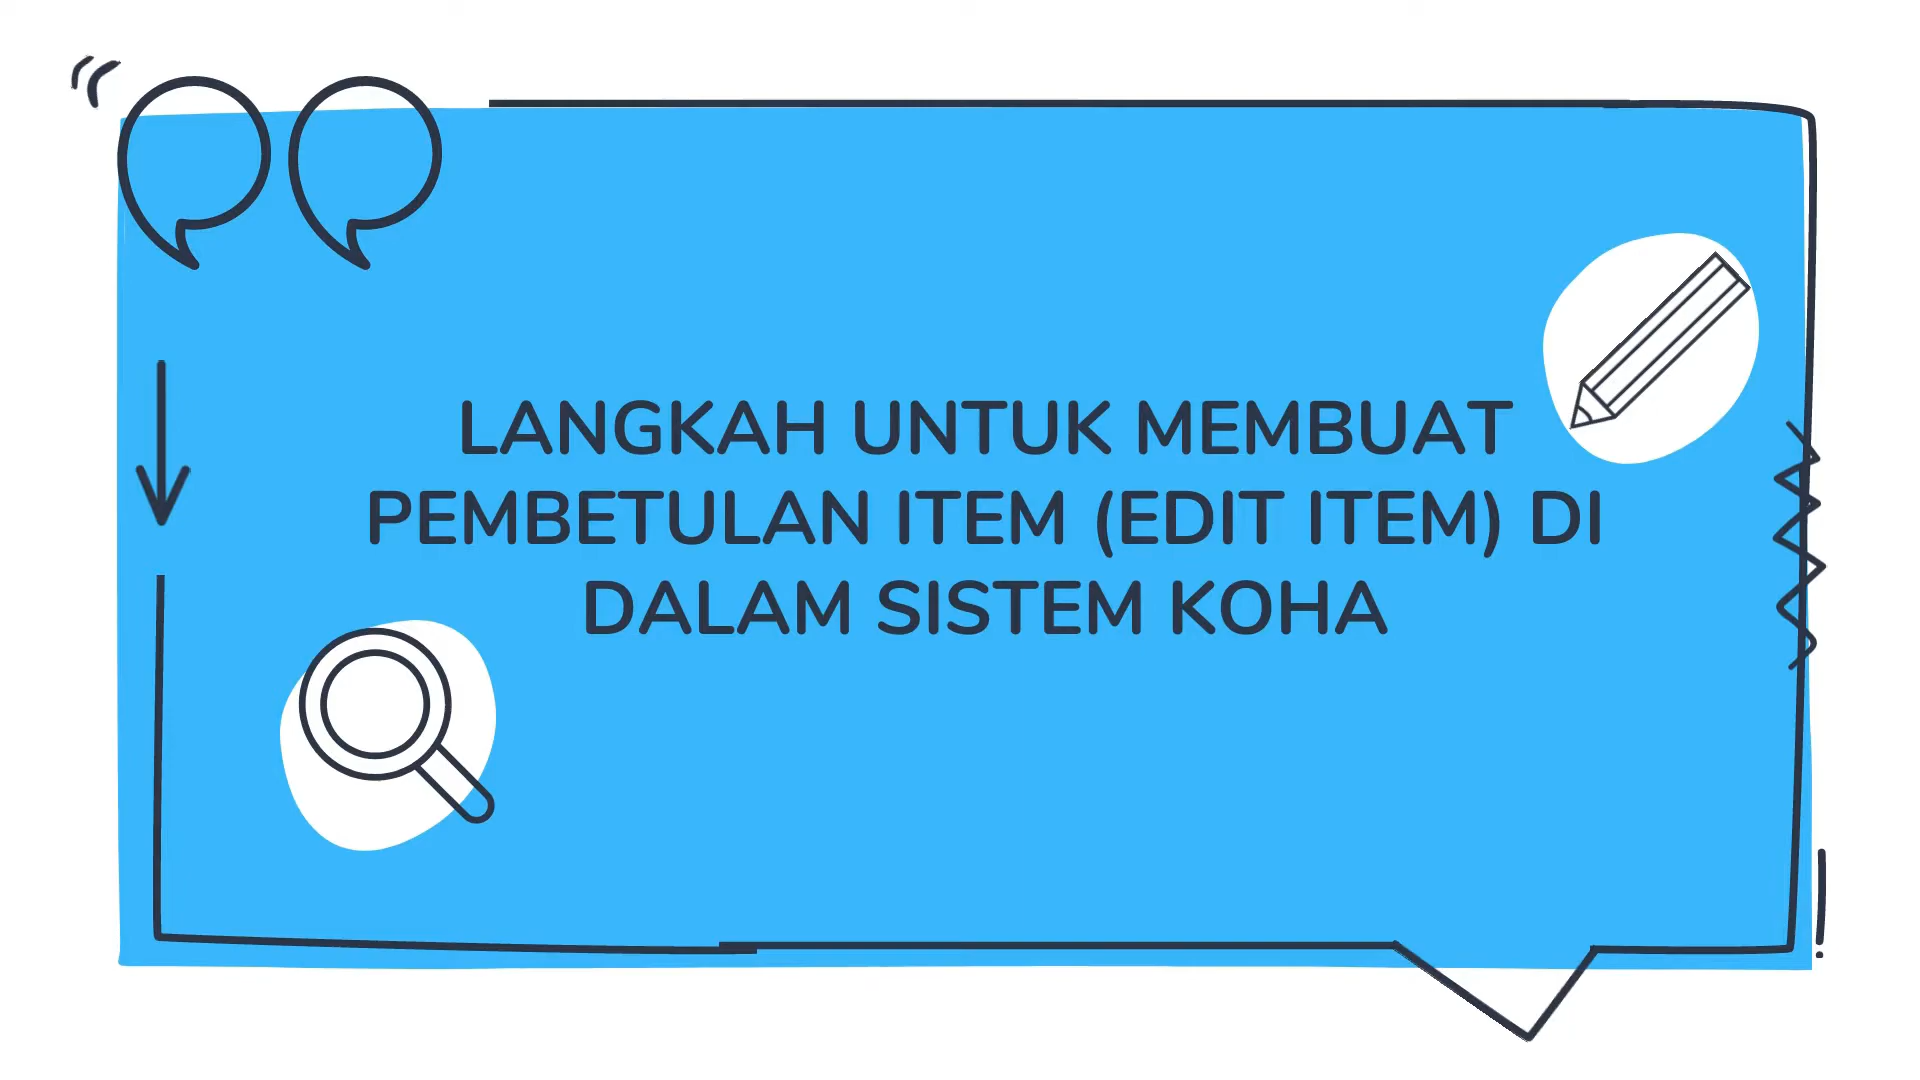 LANGKAH UNTUK MEMBUAT
PEMBETULAN ITEM (EDIT ITEM) DI
DALAM SISTEM KOHA